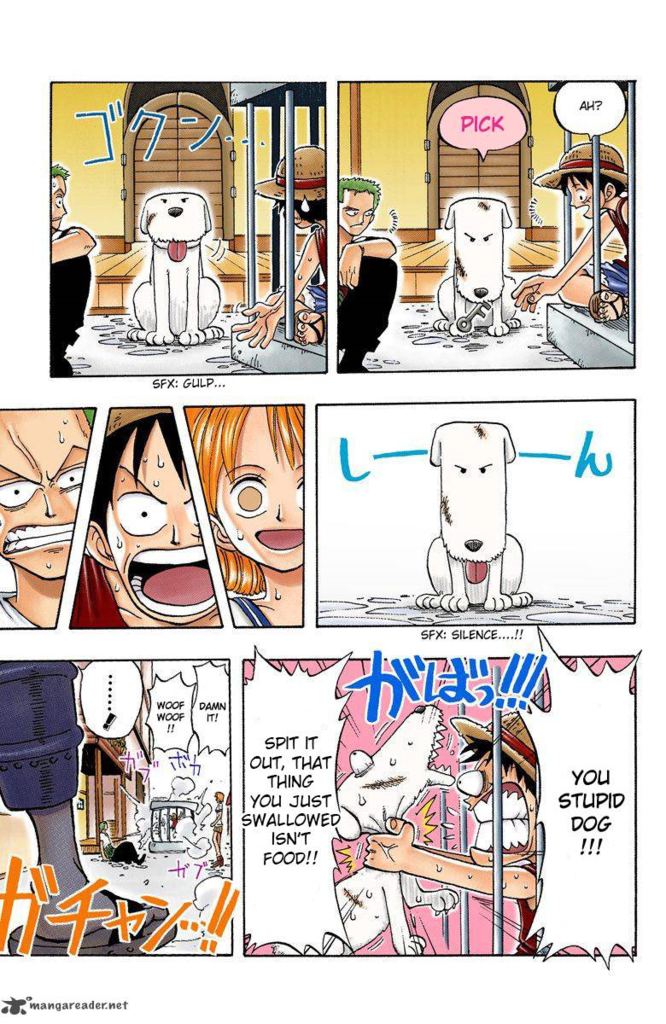 AH?
PICK
ゴクン...
SFX: GULP...
しーーん
SFX: SILENCE....!!
YOU
STUPID
DOG
!!!
がばっ!!!
SPIT IT
OUT, THAT
THING
YOU JUST
SWALLOWED
ISN'T
FOOD!!
DAMN
IT!
WOOF
WOOF
!!
......!!
ガブ
ボカ
ガブ
ガチャン..!!
mangareader.net